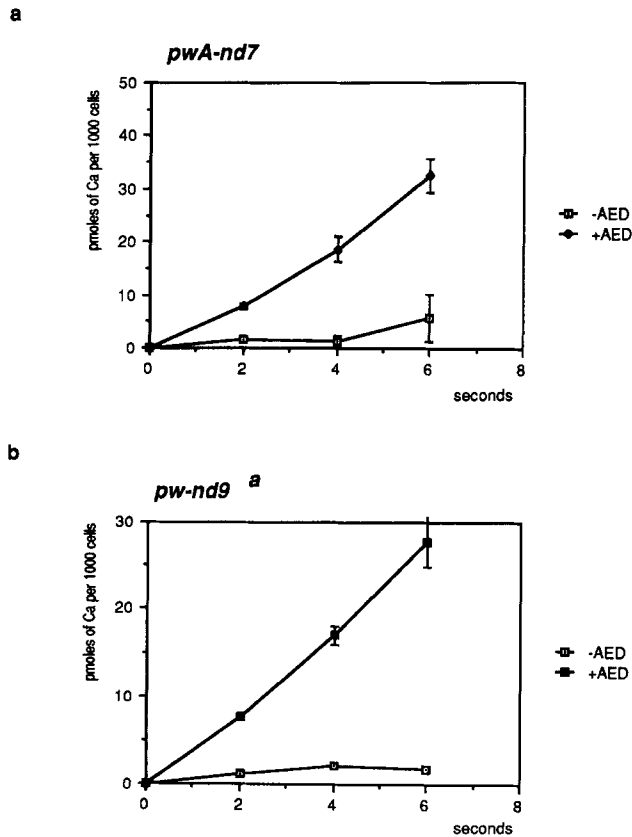 a
pwA-nd7
pmoles of Ca per 1000 cells
50
40
30
20
10
0
0 2 4 6 8
seconds
-AED
+AED
b
pw-nd9 a
pmoles of Ca per 1000 cells
30
20
10
0
0 2 4 6 8
seconds
-AED
+AED